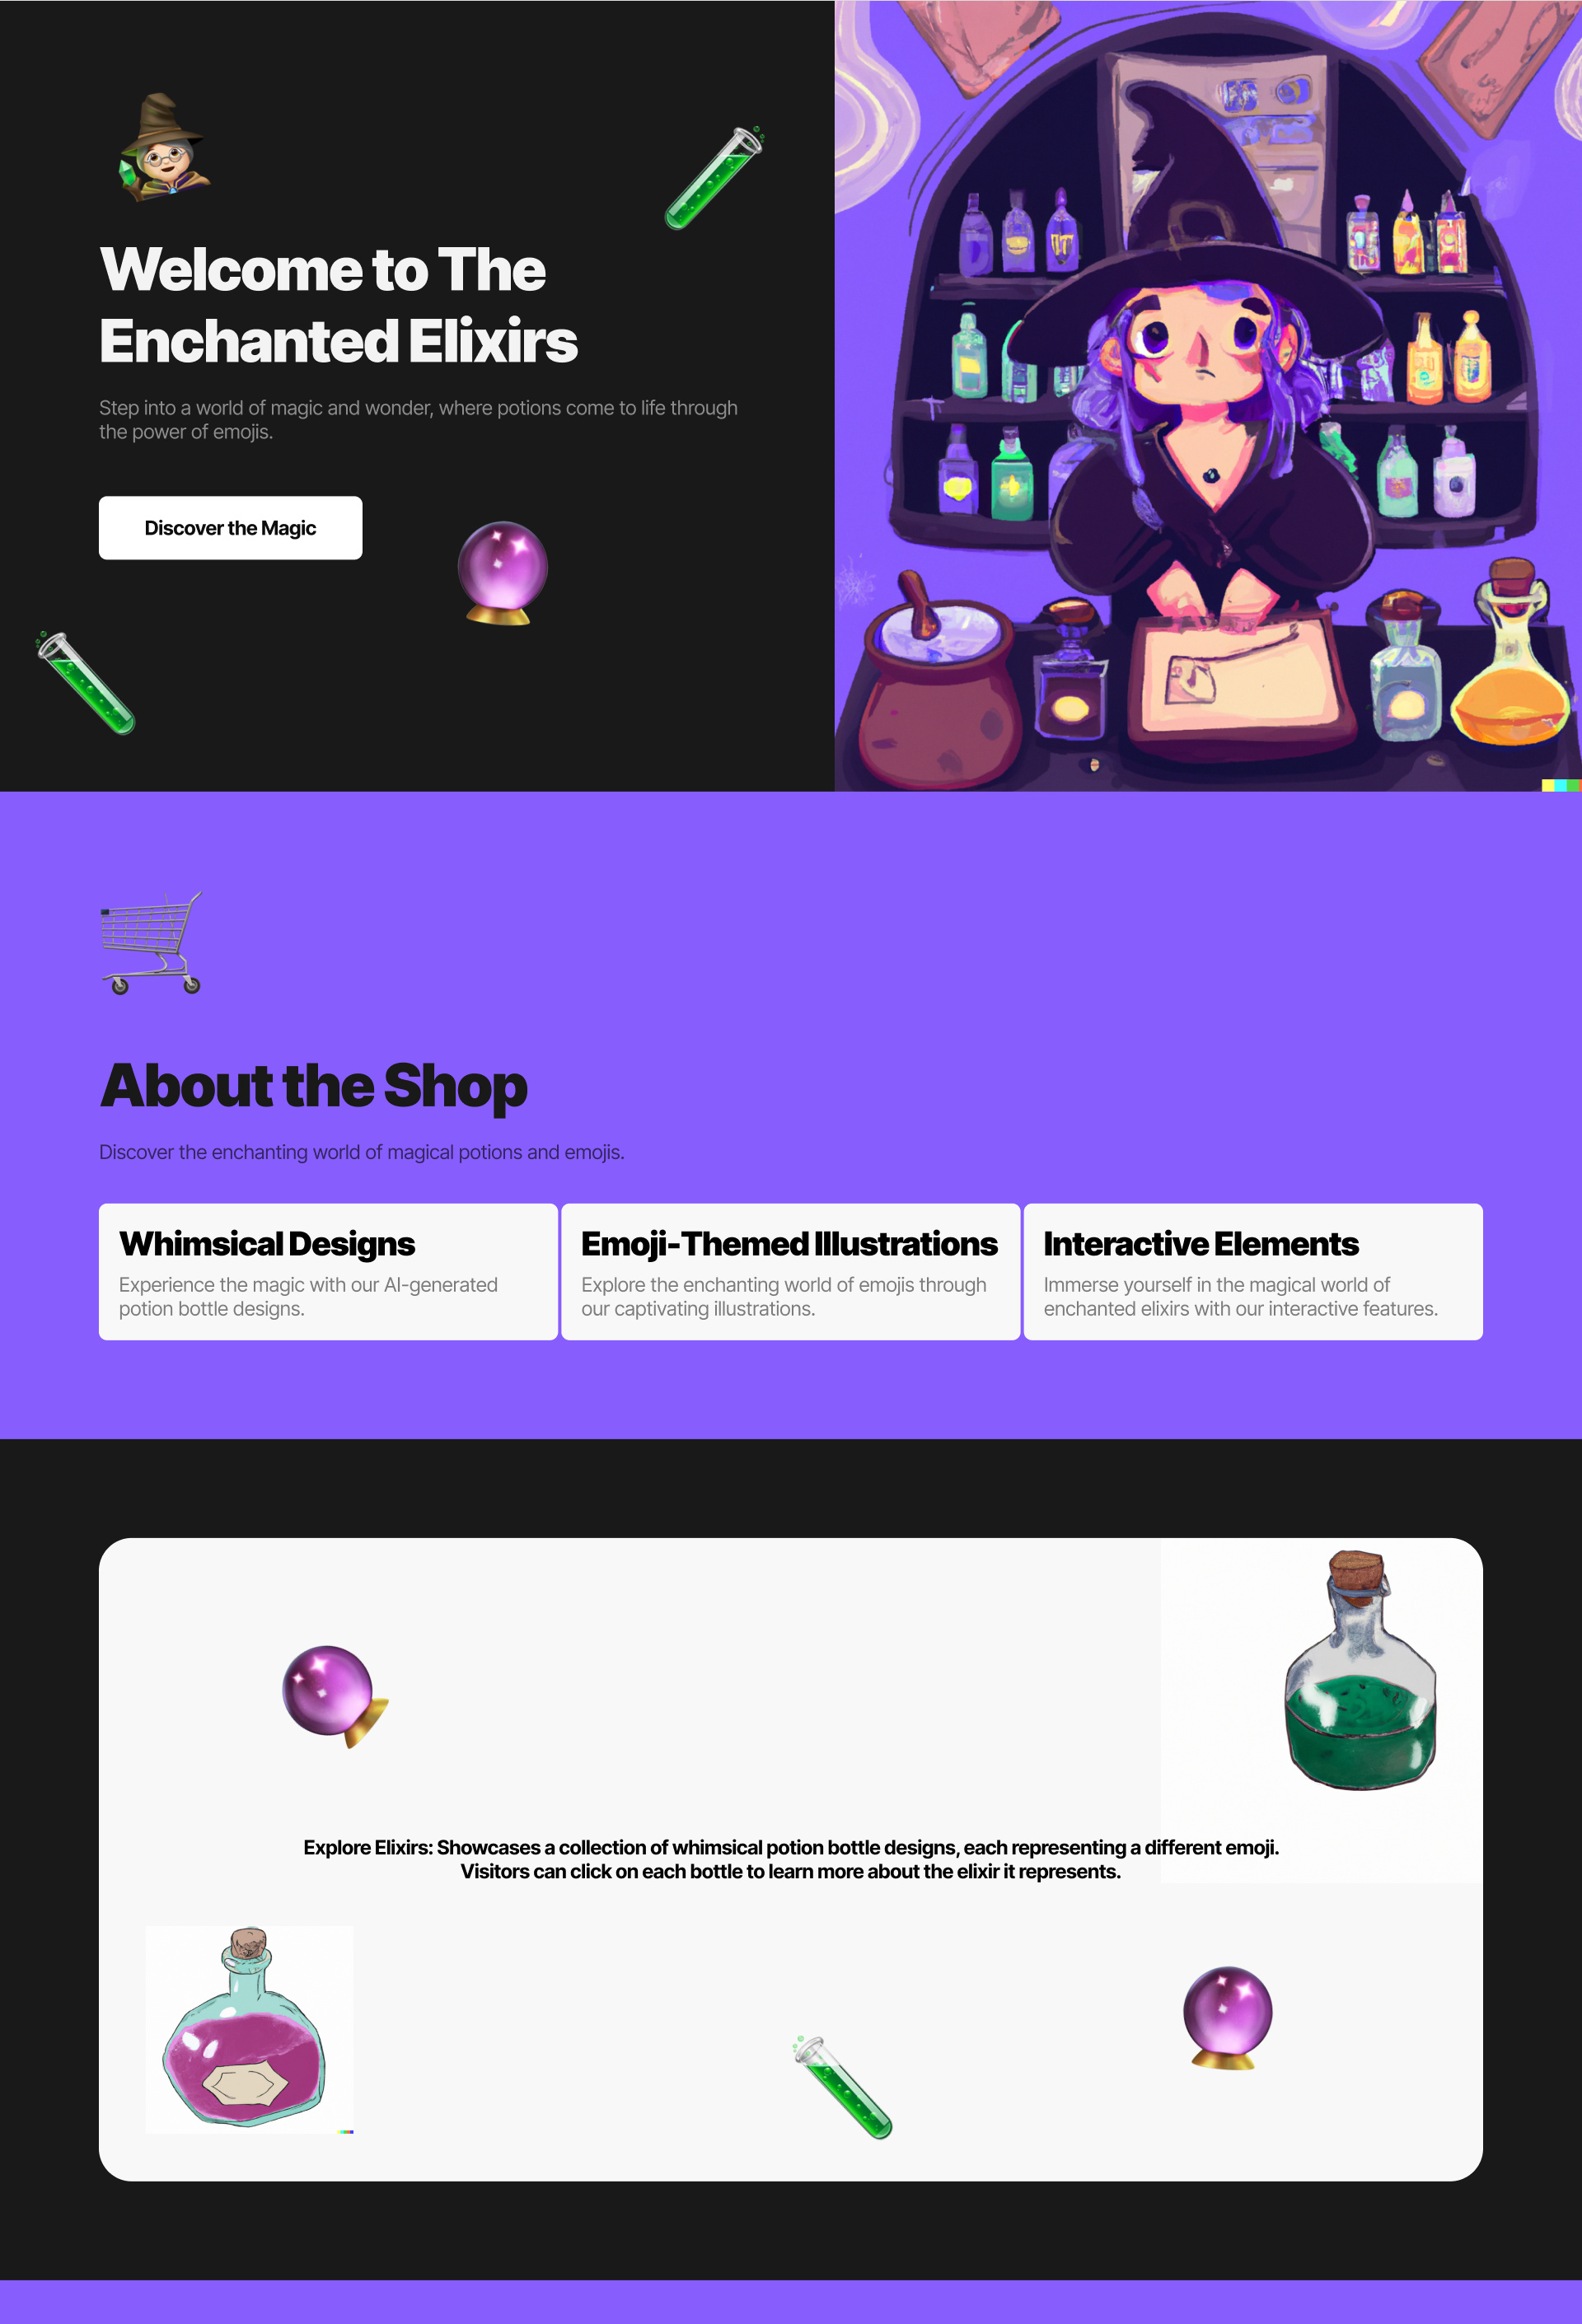 Welcome to The
Enchanted Elixirs
Step into a world of magic and wonder, where potions come to life through
the power of emojis.
Discover the Magic
About the Shop
Discover the enchanting world of magical potions and emojis.
Whimsical Designs
Experience the magic with our AI-generated
potion bottle designs.
Emoji-Themed Illustrations
Explore the enchanting world of emojis through
our captivating illustrations.
Interactive Elements
Immerse yourself in the magical world of
enchanted elixirs with our interactive features.
Explore Elixirs: Showcases a collection of whimsical potion bottle designs, each representing a different emoji.
Visitors can click on each bottle to learn more about the elixir it represents.